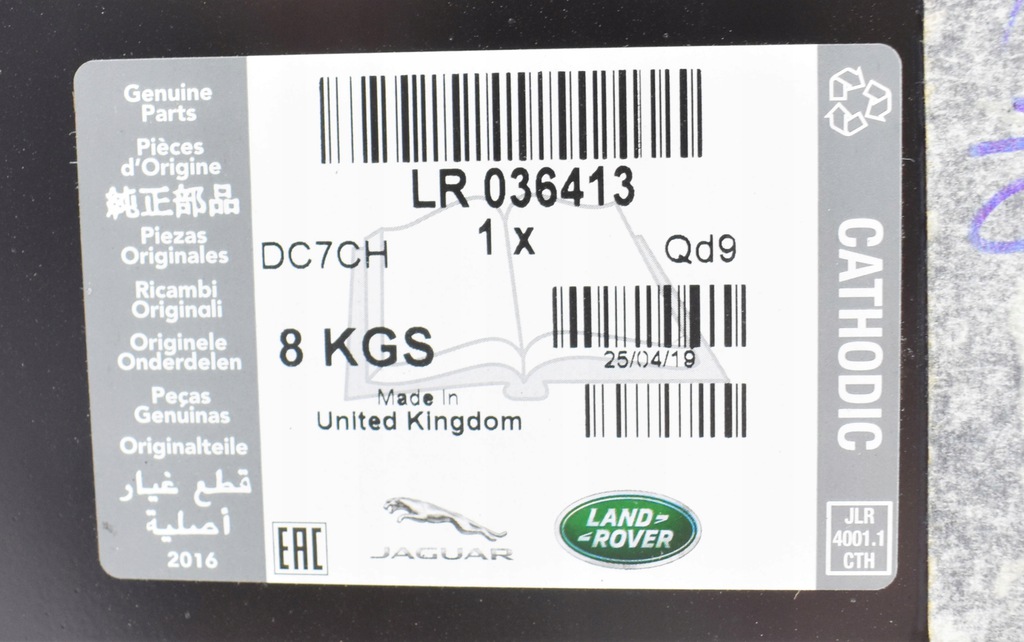 Genuine
Parts
Pièces
d'Origine
純正部品
Piezas
Originales
Ricambi
Originali
Originele
Onderdelen
Peças
Genuinas
Originalteile
قطع غيار
أصلية
2016
LR 036413
1 x
DC7CH
Qd9
8 KGS
25/04/19
Made In
United Kingdom
EAC
JAGUAR
LAND-
-ROVER
CATHODIC
JLR
4001.1
CTH